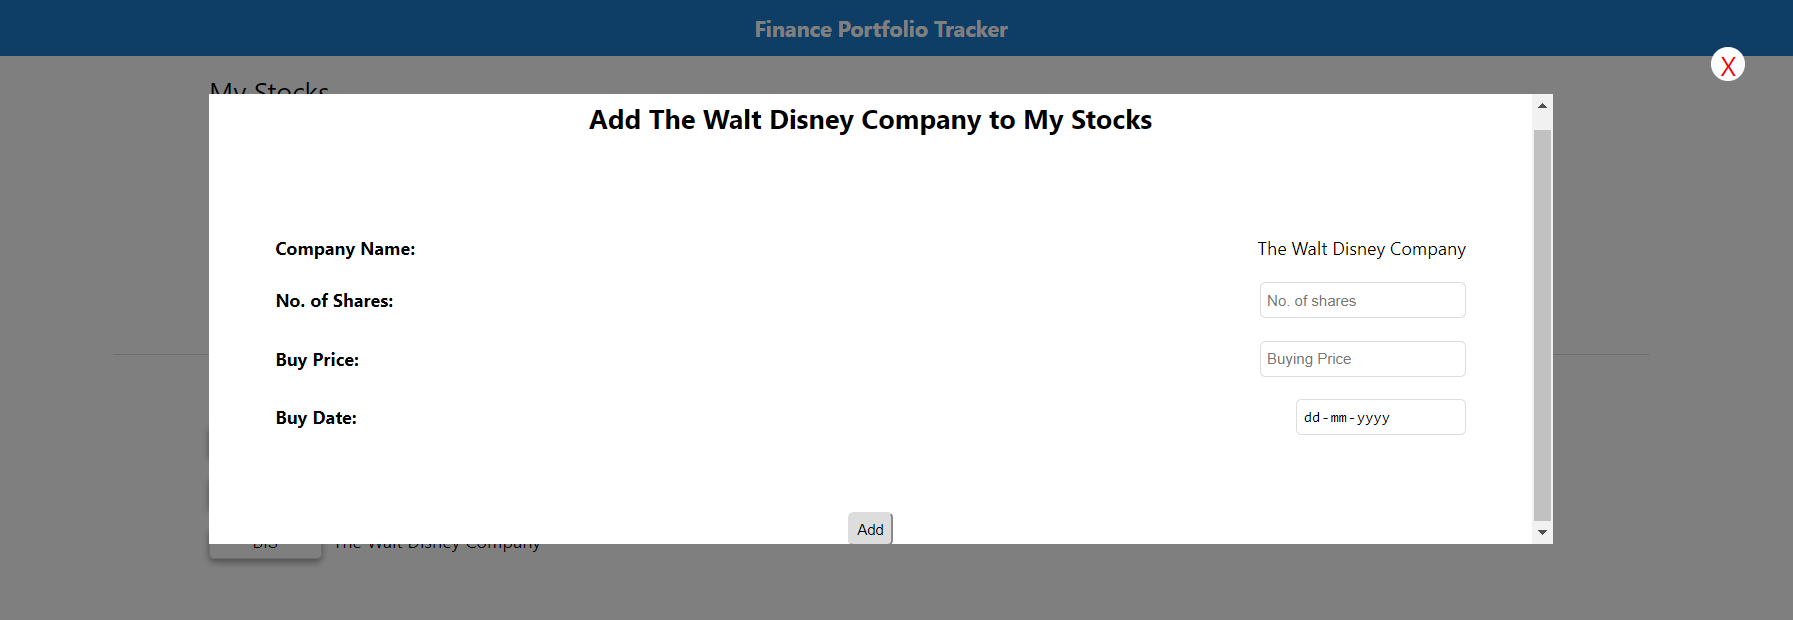 Finance Portfolio Tracker
X
My Stocks
Add The Walt Disney Company to My Stocks
Company Name: The Walt Disney Company
No. of Shares: No. of shares
Buy Price: Buying Price
Buy Date: dd-mm-yyyy
Add
DIS The Walt Disney Company